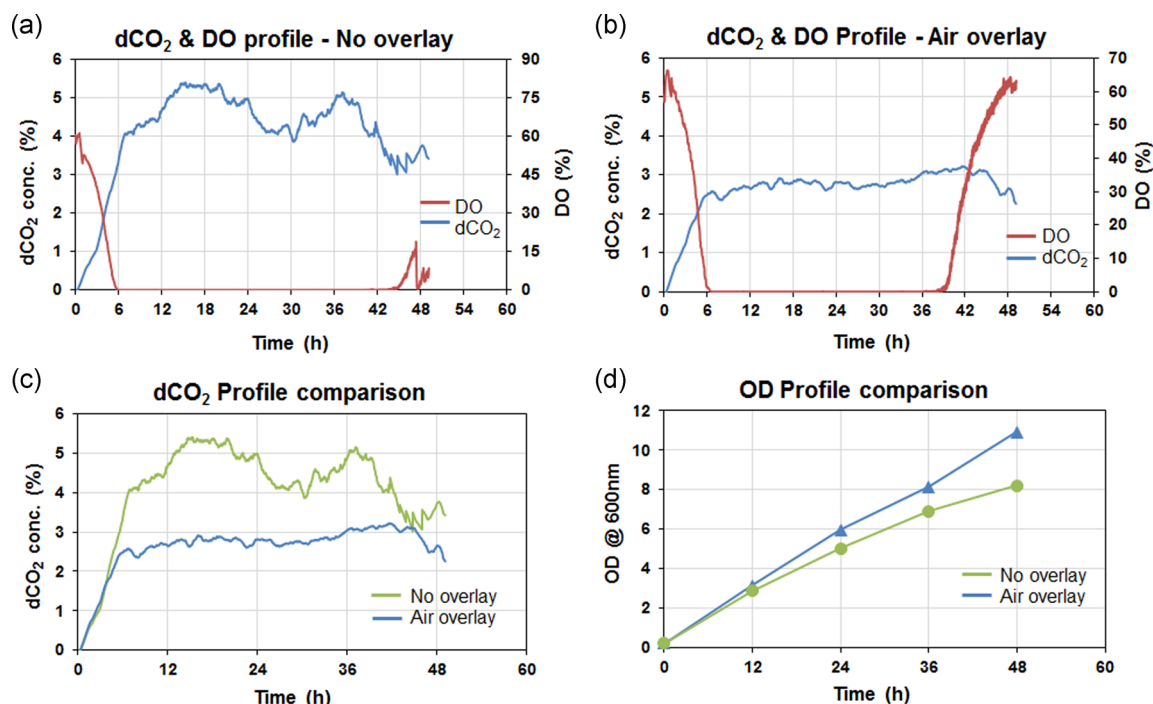 (a)
dCO₂ & DO profile - No overlay
6 5 4 3 2 1 0
dCO₂ conc. (%)
90 75 60 45 30 15 0
DO (%)
DO
dCO₂
0 6 12 18 24 30 36 42 48 54 60
Time (h)
(b)
dCO₂ & DO Profile - Air overlay
6 5 4 3 2 1 0
dCO₂ conc. (%)
70 60 50 40 30 20 10 0
DO (%)
DO
dCO₂
0 6 12 18 24 30 36 42 48 54 60
Time (h)
(c)
dCO₂ Profile comparison
6 5 4 3 2 1 0
dCO₂ conc. (%)
No overlay
Air overlay
0 12 24 36 48 60
Time (h)
(d)
OD Profile comparison
12 10 8 6 4 2 0
OD @ 600nm
No overlay
Air overlay
0 12 24 36 48 60
Time (h)